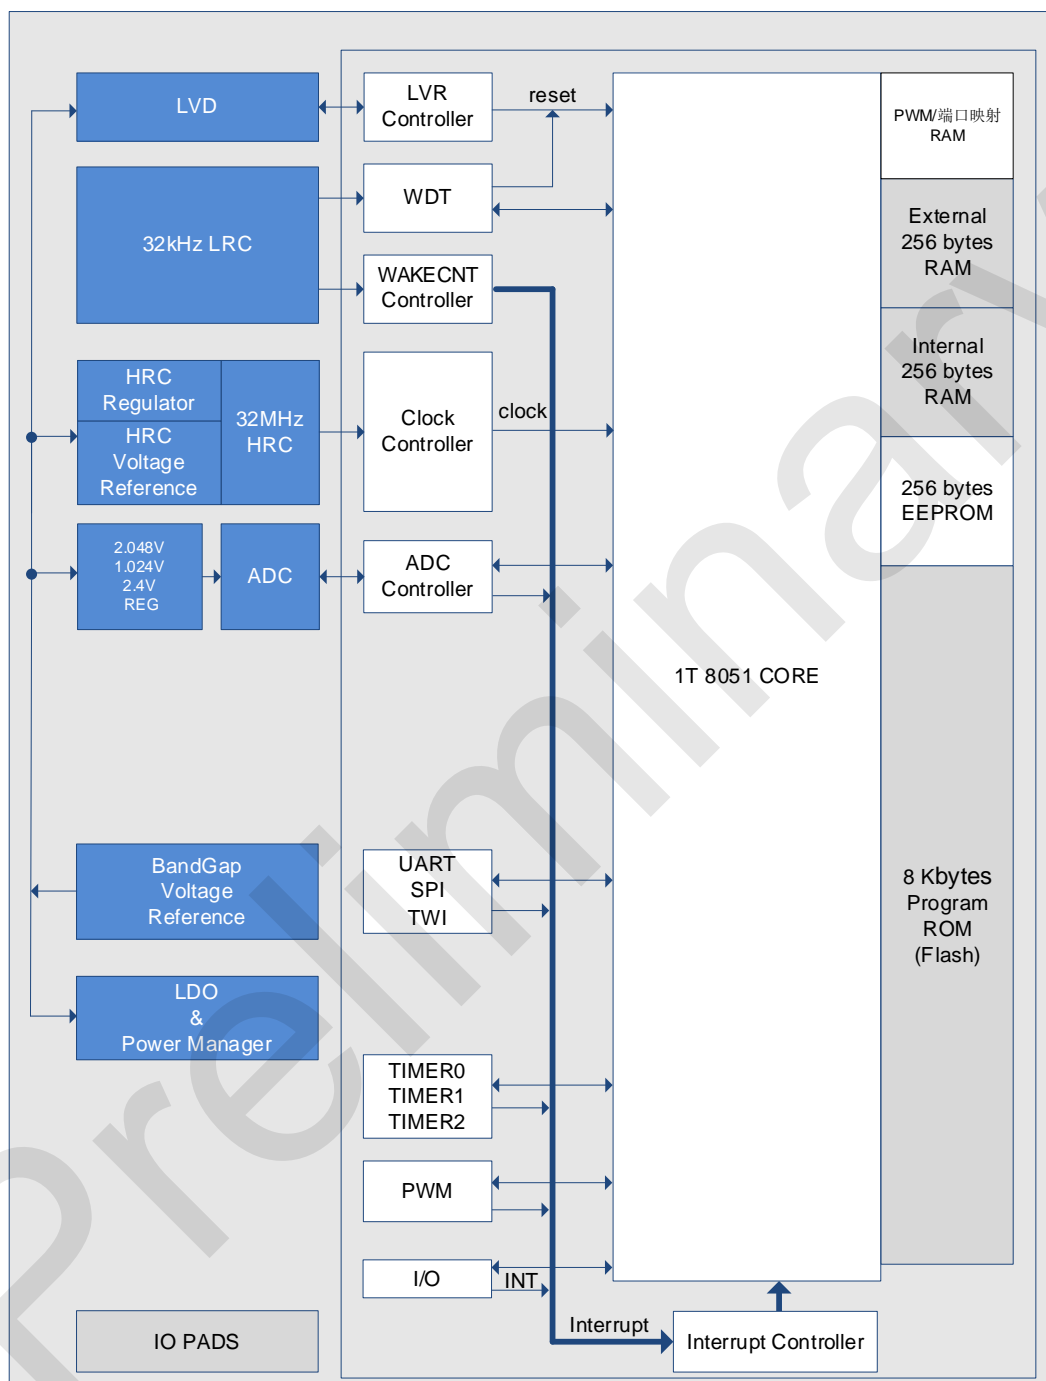 LVD
LVR
Controller
reset
PWM/端口映射
RAM
32kHz LRC
WDT
External
256 bytes
RAM
WAKECNT
Controller
HRC
Regulator
HRC
Voltage
Reference
32MHz
HRC
Clock
Controller
clock
Internal
256 bytes
RAM
256 bytes
EEPROM
2.048V
1.024V
2.4V
REG
ADC
ADC
Controller
1T 8051 CORE
BandGap
Voltage
Reference
UART
SPI
TWI
8 Kbytes
Program
ROM
(Flash)
LDO
&
Power Manager
TIMER0
TIMER1
TIMER2
PWM
I/O
INT
IO PADS
Interrupt
Interrupt Controller
Preliminary